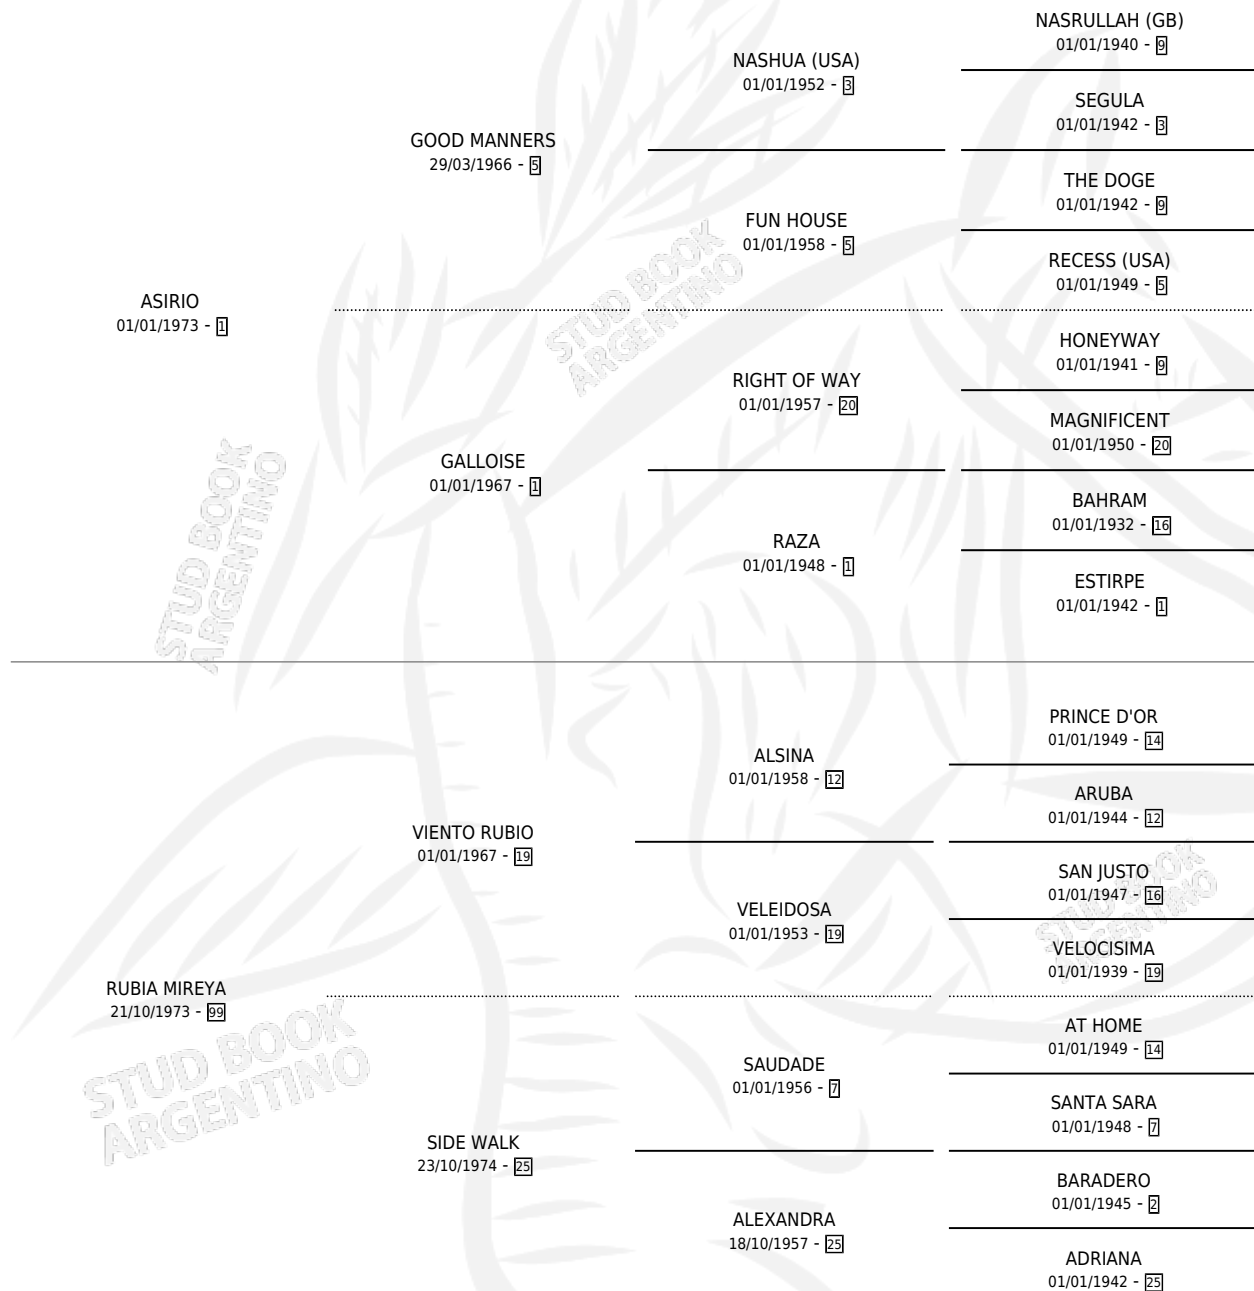 NASRULLAH (GB)
01/01/1940 - 9
NASHUA (USA)
01/01/1952 - 3
SEGULA
01/01/1942 - 3
GOOD MANNERS
29/03/1966 - 5
THE DOGE
01/01/1942 - 9
FUN HOUSE
01/01/1958 - 5
RECESS (USA)
01/01/1949 - 5
ASIRIO
01/01/1973 - 1
HONEYWAY
01/01/1941 - 9
RIGHT OF WAY
01/01/1957 - 20
MAGNIFICENT
01/01/1950 - 20
GALLOISE
01/01/1967 - 1
BAHRAM
01/01/1932 - 16
RAZA
01/01/1948 - 1
ESTIRPE
01/01/1942 - 1
PRINCE D'OR
01/01/1949 - 14
ALSINA
01/01/1958 - 12
ARUBA
01/01/1944 - 12
VIENTO RUBIO
01/01/1967 - 19
SAN JUSTO
01/01/1947 - 16
VELEIDOSA
01/01/1953 - 19
VELOCISIMA
01/01/1939 - 19
RUBIA MIREYA
21/10/1973 - 99
AT HOME
01/01/1949 - 14
SAUDADE
01/01/1956 - 7
SANTA SARA
01/01/1948 - 7
SIDE WALK
23/10/1974 - 25
BARADERO
01/01/1945 - 2
ALEXANDRA
18/10/1957 - 25
ADRIANA
01/01/1942 - 25
STUD BOOK
ARGENTINO
STUD BOOK
ARGENTINO
STUD BOOK
ARGENTINO
STUD BOOK
ARGENTINO